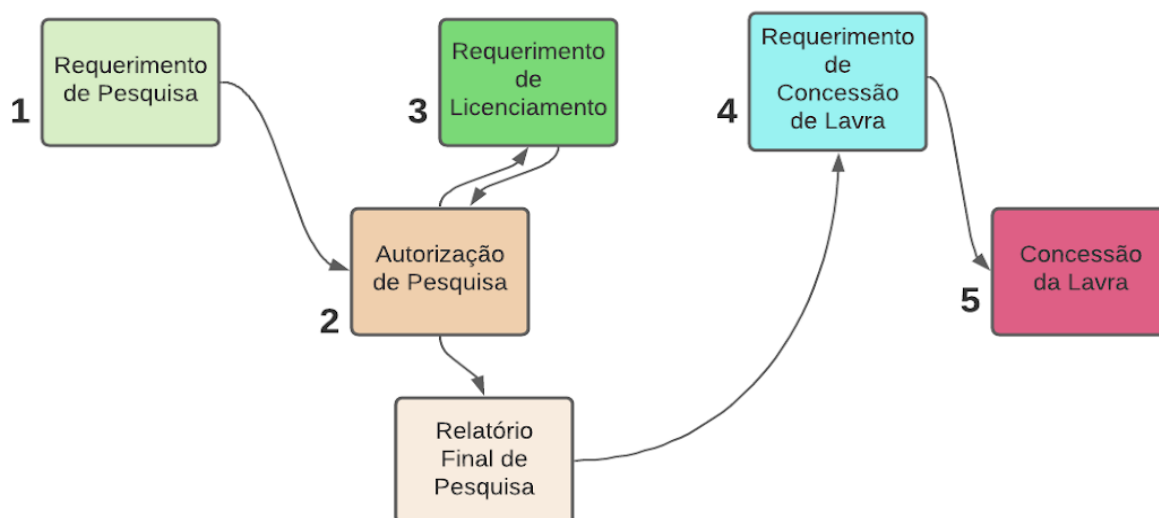 1
Requerimento
de Pesquisa
2
Autorização
de Pesquisa
3
Requerimento
de
Licenciamento
Relatório
Final de
Pesquisa
4
Requerimento
de
Concessão
de Lavra
5
Concessão
da Lavra